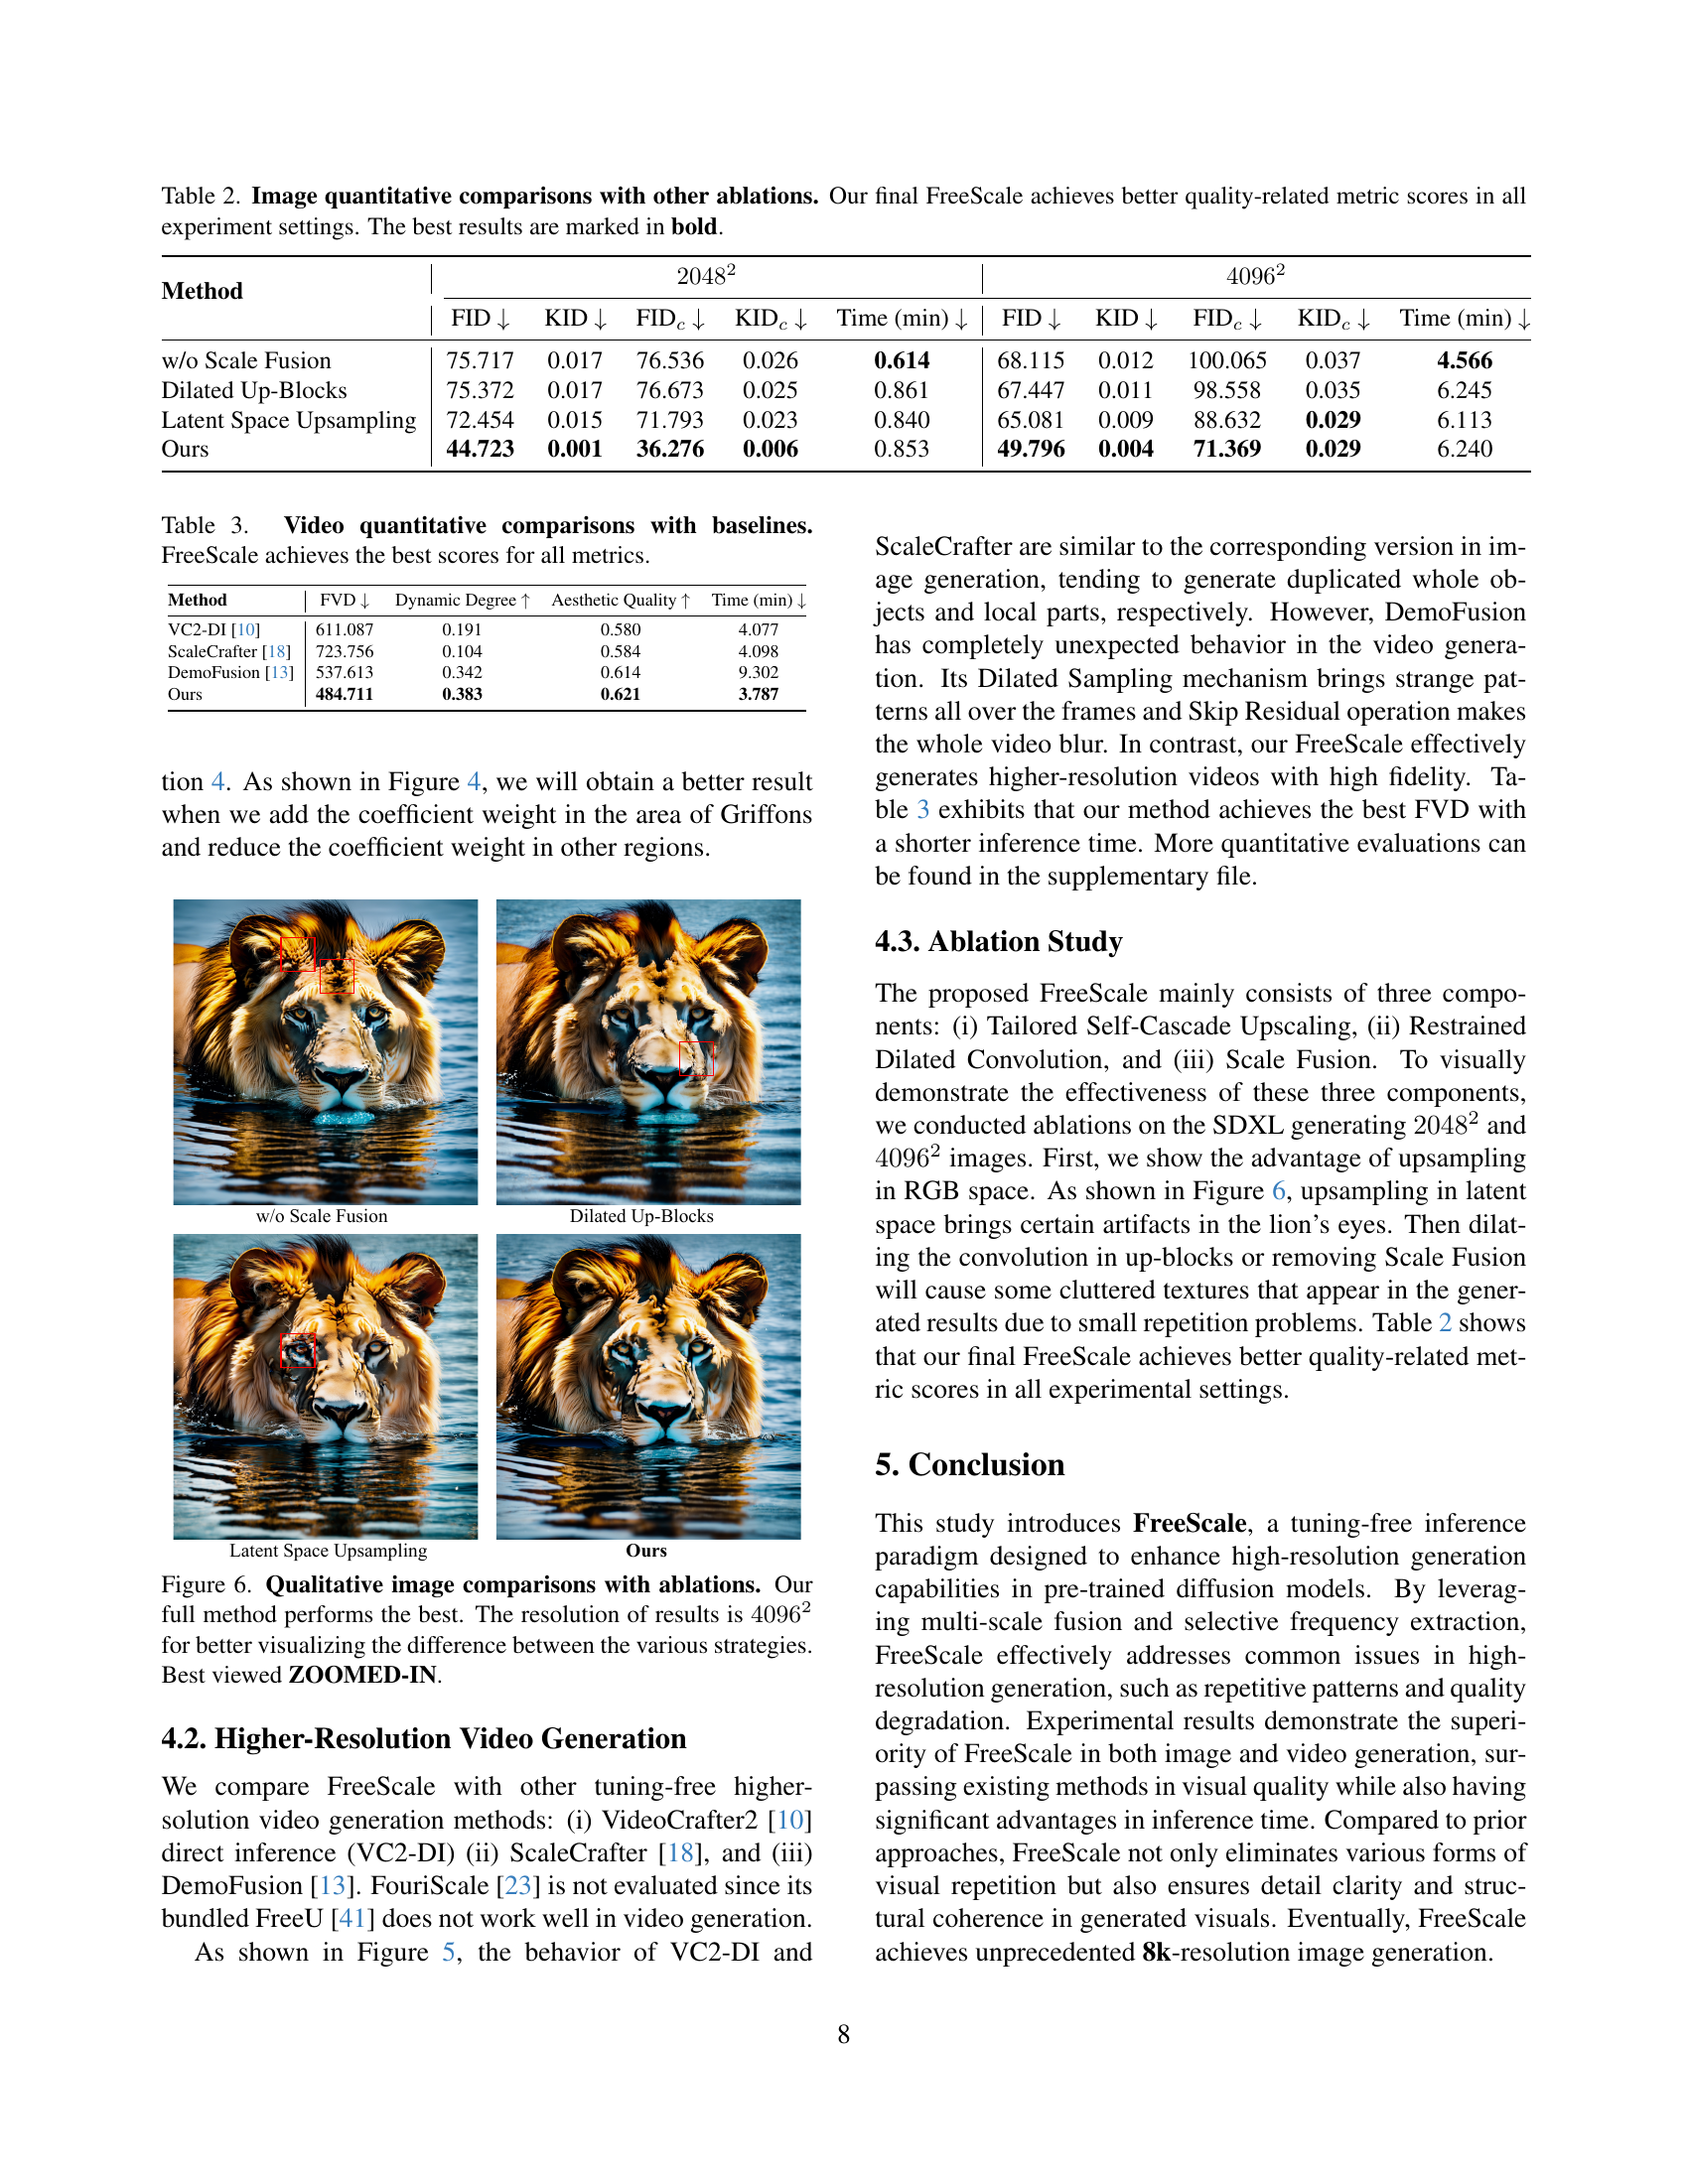 Table 2. Image quantitative comparisons with other ablations. Our final FreeScale achieves better quality-related metric scores in all
experiment settings. The best results are marked in bold.
Method 2048² 4096²
FID ↓ KID ↓ FID_c ↓ KID_c ↓ Time (min) ↓ FID ↓ KID ↓ FID_c ↓ KID_c ↓ Time (min) ↓
w/o Scale Fusion 75.717 0.017 76.536 0.026 0.614 68.115 0.012 100.065 0.037 4.566
Dilated Up-Blocks 75.372 0.017 76.673 0.025 0.861 67.447 0.011 98.558 0.035 6.245
Latent Space Upsampling 72.454 0.015 71.793 0.023 0.840 65.081 0.009 88.632 0.029 6.113
Ours 44.723 0.001 36.276 0.006 0.853 49.796 0.004 71.369 0.029 6.240
Table 3. Video quantitative comparisons with baselines.
FreeScale achieves the best scores for all metrics.
Method FVD ↓ Dynamic Degree ↑ Aesthetic Quality ↑ Time (min) ↓
VC2-DI [10] 611.087 0.191 0.580 4.077
ScaleCrafter [18] 723.756 0.104 0.584 4.098
DemoFusion [13] 537.613 0.342 0.614 9.302
Ours 484.711 0.383 0.621 3.787
tion 4. As shown in Figure 4, we will obtain a better result
when we add the coefficient weight in the area of Griffons
and reduce the coefficient weight in other regions.
w/o Scale Fusion Dilated Up-Blocks
Latent Space Upsampling Ours
Figure 6. Qualitative image comparisons with ablations. Our
full method performs the best. The resolution of results is 4096²
for better visualizing the difference between the various strategies.
Best viewed ZOOMED-IN.
4.2. Higher-Resolution Video Generation
We compare FreeScale with other tuning-free higher-
solution video generation methods: (i) VideoCrafter2 [10]
direct inference (VC2-DI) (ii) ScaleCrafter [18], and (iii)
DemoFusion [13]. FouriScale [23] is not evaluated since its
bundled FreeU [41] does not work well in video generation.
As shown in Figure 5, the behavior of VC2-DI and
ScaleCrafter are similar to the corresponding version in im-
age generation, tending to generate duplicated whole ob-
jects and local parts, respectively. However, DemoFusion
has completely unexpected behavior in the video genera-
tion. Its Dilated Sampling mechanism brings strange pat-
terns all over the frames and Skip Residual operation makes
the whole video blur. In contrast, our FreeScale effectively
generates higher-resolution videos with high fidelity. Ta-
ble 3 exhibits that our method achieves the best FVD with
a shorter inference time. More quantitative evaluations can
be found in the supplementary file.
4.3. Ablation Study
The proposed FreeScale mainly consists of three compo-
nents: (i) Tailored Self-Cascade Upscaling, (ii) Restrained
Dilated Convolution, and (iii) Scale Fusion. To visually
demonstrate the effectiveness of these three components,
we conducted ablations on the SDXL generating 2048² and
4096² images. First, we show the advantage of upsampling
in RGB space. As shown in Figure 6, upsampling in latent
space brings certain artifacts in the lion's eyes. Then dilat-
ing the convolution in up-blocks or removing Scale Fusion
will cause some cluttered textures that appear in the gener-
ated results due to small repetition problems. Table 2 shows
that our final FreeScale achieves better quality-related met-
ric scores in all experimental settings.
5. Conclusion
This study introduces FreeScale, a tuning-free inference
paradigm designed to enhance high-resolution generation
capabilities in pre-trained diffusion models. By leverag-
ing multi-scale fusion and selective frequency extraction,
FreeScale effectively addresses common issues in high-
resolution generation, such as repetitive patterns and quality
degradation. Experimental results demonstrate the superi-
ority of FreeScale in both image and video generation, sur-
passing existing methods in visual quality while also having
significant advantages in inference time. Compared to prior
approaches, FreeScale not only eliminates various forms of
visual repetition but also ensures detail clarity and struc-
tural coherence in generated visuals. Eventually, FreeScale
achieves unprecedented 8k-resolution image generation.
8